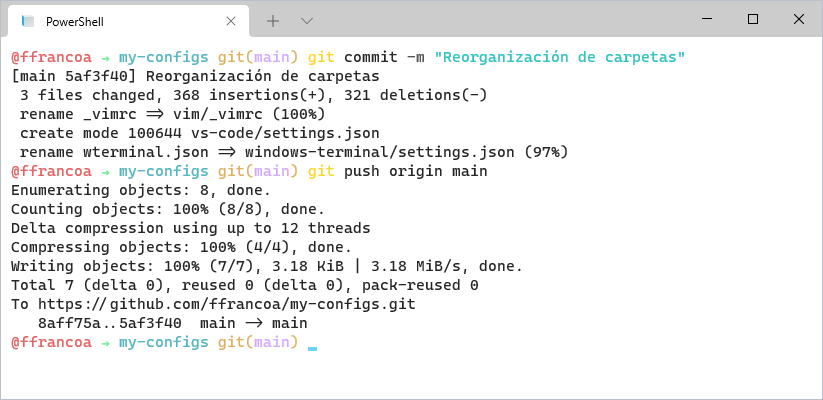 PowerShell
@ffrancoa → my-configs git(main) git commit -m "Reorganización de carpetas"
[main 5af3f40] Reorganización de carpetas
 3 files changed, 368 insertions(+), 321 deletions(-)
 rename _vimrc => vim/_vimrc (100%)
 create mode 100644 vs-code/settings.json
 rename wterminal.json => windows-terminal/settings.json (97%)
@ffrancoa → my-configs git(main) git push origin main
Enumerating objects: 8, done.
Counting objects: 100% (8/8), done.
Delta compression using up to 12 threads
Compressing objects: 100% (4/4), done.
Writing objects: 100% (7/7), 3.18 KiB | 3.18 MiB/s, done.
Total 7 (delta 0), reused 0 (delta 0), pack-reused 0
To https://github.com/ffrancoa/my-configs.git
   8aff75a..5af3f40  main -> main
@ffrancoa → my-configs git(main)